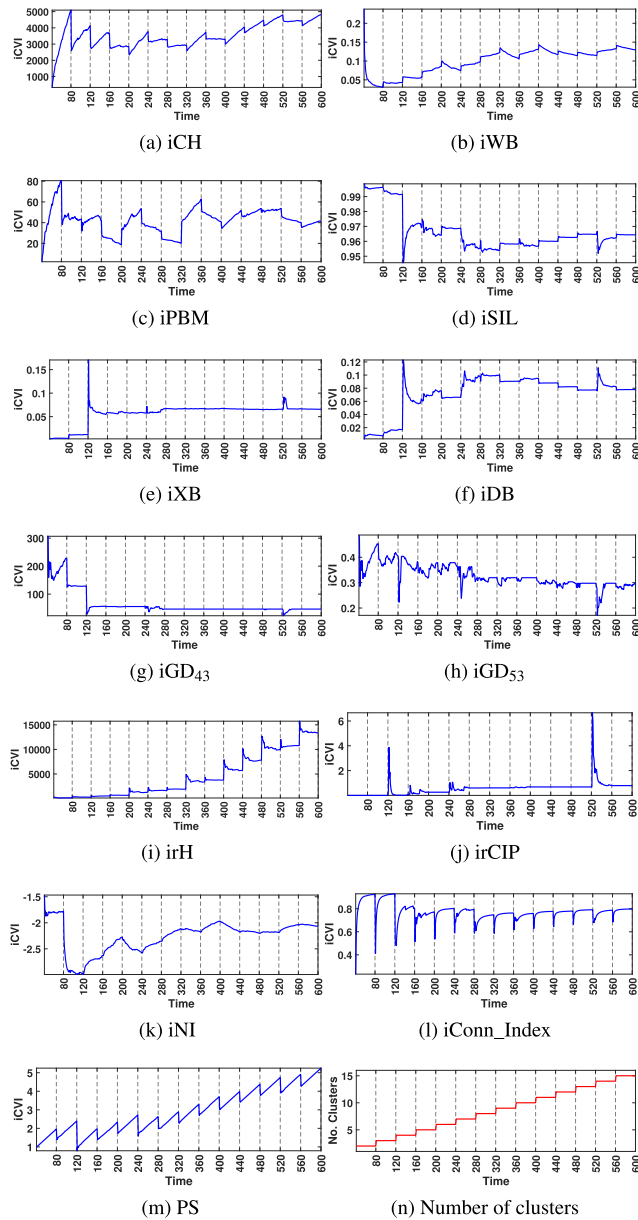 iCVI
5000
4000
3000
2000
1000
80 120 160 200 240 280 320 360 400 440 480 520 560 600
Time
(a) iCH
iCVI
0.2
0.15
0.1
0.05
80 120 160 200 240 280 320 360 400 440 480 520 560 600
Time
(b) iWB
iCVI
80
60
40
20
80 120 160 200 240 280 320 360 400 440 480 520 560 600
Time
(c) iPBM
iCVI
0.99
0.98
0.97
0.96
0.95
80 120 160 200 240 280 320 360 400 440 480 520 560 600
Time
(d) iSIL
iCVI
0.15
0.1
0.05
80 120 160 200 240 280 320 360 400 440 480 520 560 600
Time
(e) iXB
iCVI
0.12
0.1
0.08
0.06
0.04
0.02
80 120 160 200 240 280 320 360 400 440 480 520 560 600
Time
(f) iDB
iCVI
300
200
100
80 120 160 200 240 280 320 360 400 440 480 520 560 600
Time
(g) iGD43
iCVI
0.4
0.3
0.2
80 120 160 200 240 280 320 360 400 440 480 520 560 600
Time
(h) iGD53
iCVI
15000
10000
5000
80 120 160 200 240 280 320 360 400 440 480 520 560 600
Time
(i) irH
iCVI
6
4
2
80 120 160 200 240 280 320 360 400 440 480 520 560 600
Time
(j) irCIP
iCVI
-1.5
-2
-2.5
80 120 160 200 240 280 320 360 400 440 480 520 560 600
Time
(k) iNI
iCVI
0.8
0.6
0.4
80 120 160 200 240 280 320 360 400 440 480 520 560 600
Time
(l) iConn_Index
iCVI
5
4
3
2
1
80 120 160 200 240 280 320 360 400 440 480 520 560 600
Time
(m) PS
No. Clusters
15
10
5
80 120 160 200 240 280 320 360 400 440 480 520 560 600
Time
(n) Number of clusters